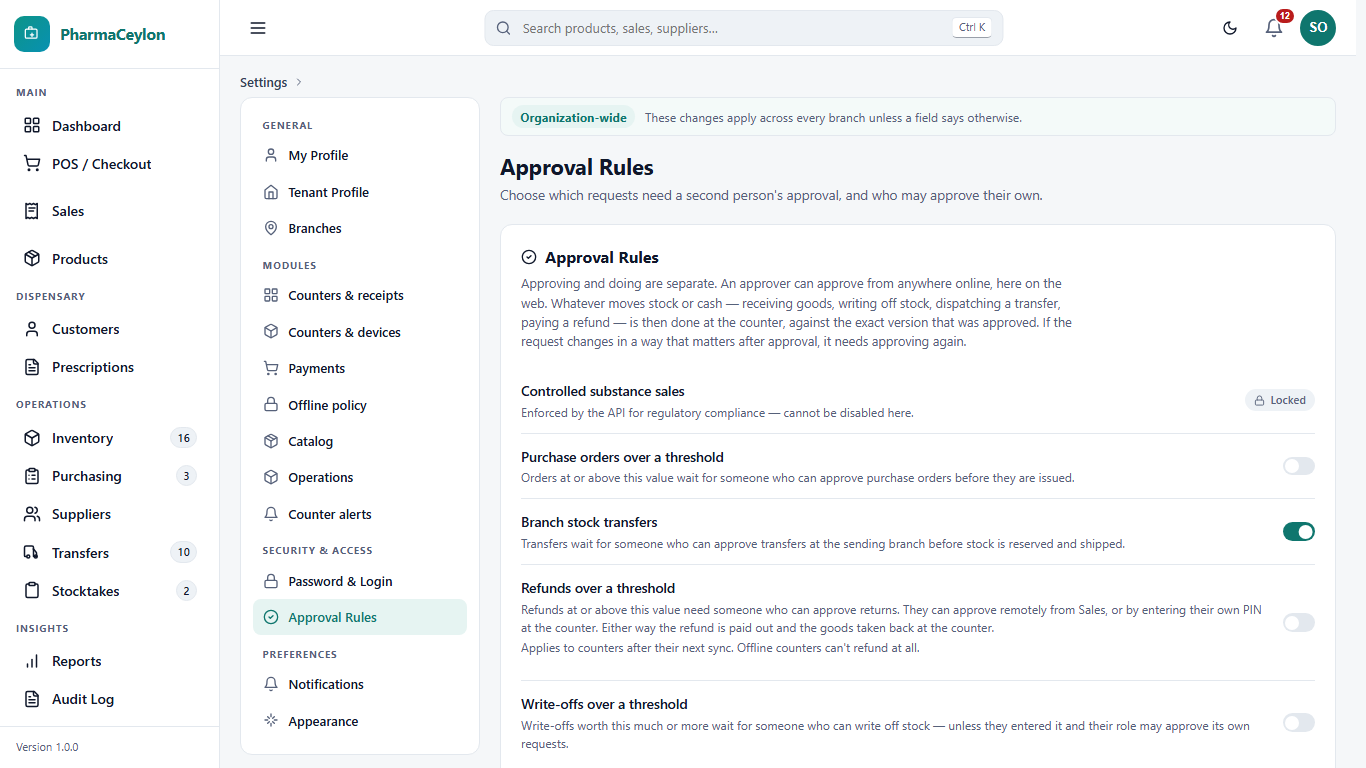 PharmaCeylon
Search products, sales, suppliers...
Ctrl K
12
SO
MAIN
Dashboard
POS / Checkout
Sales
Products
DISPENSARY
Customers
Prescriptions
OPERATIONS
Inventory 16
Purchasing 3
Suppliers
Transfers 10
Stocktakes 2
INSIGHTS
Reports
Audit Log
Version 1.0.0
Settings
GENERAL
My Profile
Tenant Profile
Branches
MODULES
Counters & receipts
Counters & devices
Payments
Offline policy
Catalog
Operations
Counter alerts
SECURITY & ACCESS
Password & Login
Approval Rules
PREFERENCES
Notifications
Appearance
Organization-wide These changes apply across every branch unless a field says otherwise.
Approval Rules
Choose which requests need a second person's approval, and who may approve their own.
Approval Rules
Approving and doing are separate. An approver can approve from anywhere online, here on the
web. Whatever moves stock or cash — receiving goods, writing off stock, dispatching a transfer,
paying a refund — is then done at the counter, against the exact version that was approved. If the
request changes in a way that matters after approval, it needs approving again.
Controlled substance sales
Enforced by the API for regulatory compliance — cannot be disabled here.
Locked
Purchase orders over a threshold
Orders at or above this value wait for someone who can approve purchase orders before they are issued.
Branch stock transfers
Transfers wait for someone who can approve transfers at the sending branch before stock is reserved and shipped.
Refunds over a threshold
Refunds at or above this value need someone who can approve returns. They can approve remotely from Sales, or by entering their own PIN
at the counter. Either way the refund is paid out and the goods taken back at the counter.
Applies to counters after their next sync. Offline counters can't refund at all.
Write-offs over a threshold
Write-offs worth this much or more wait for someone who can write off stock — unless they entered it and their role may approve its own
requests.